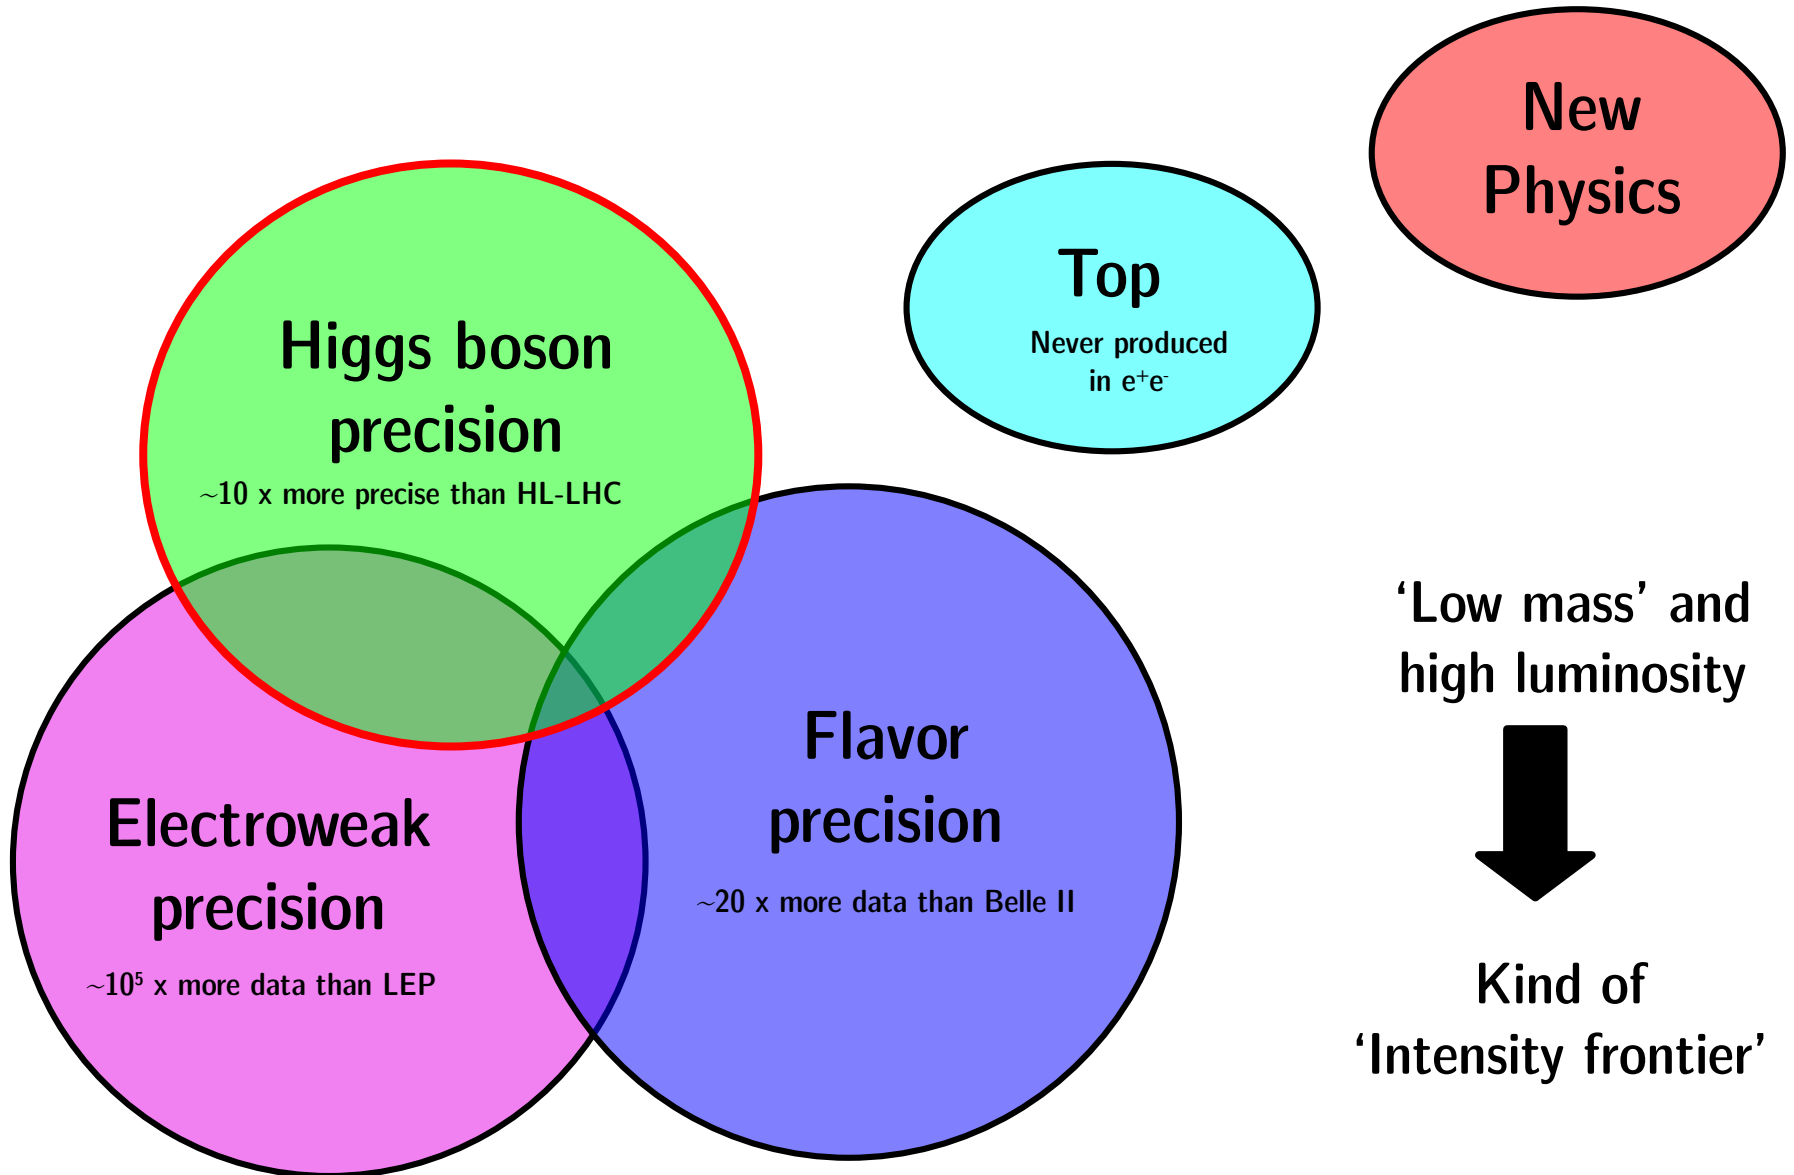 New
Physics
Top
Never produced
in e⁺e⁻
Higgs boson
precision
~10 x more precise than HL-LHC
‘Low mass’ and
high luminosity
Flavor
precision
~20 x more data than Belle II
Electroweak
precision
~10⁵ x more data than LEP
Kind of
‘Intensity frontier’